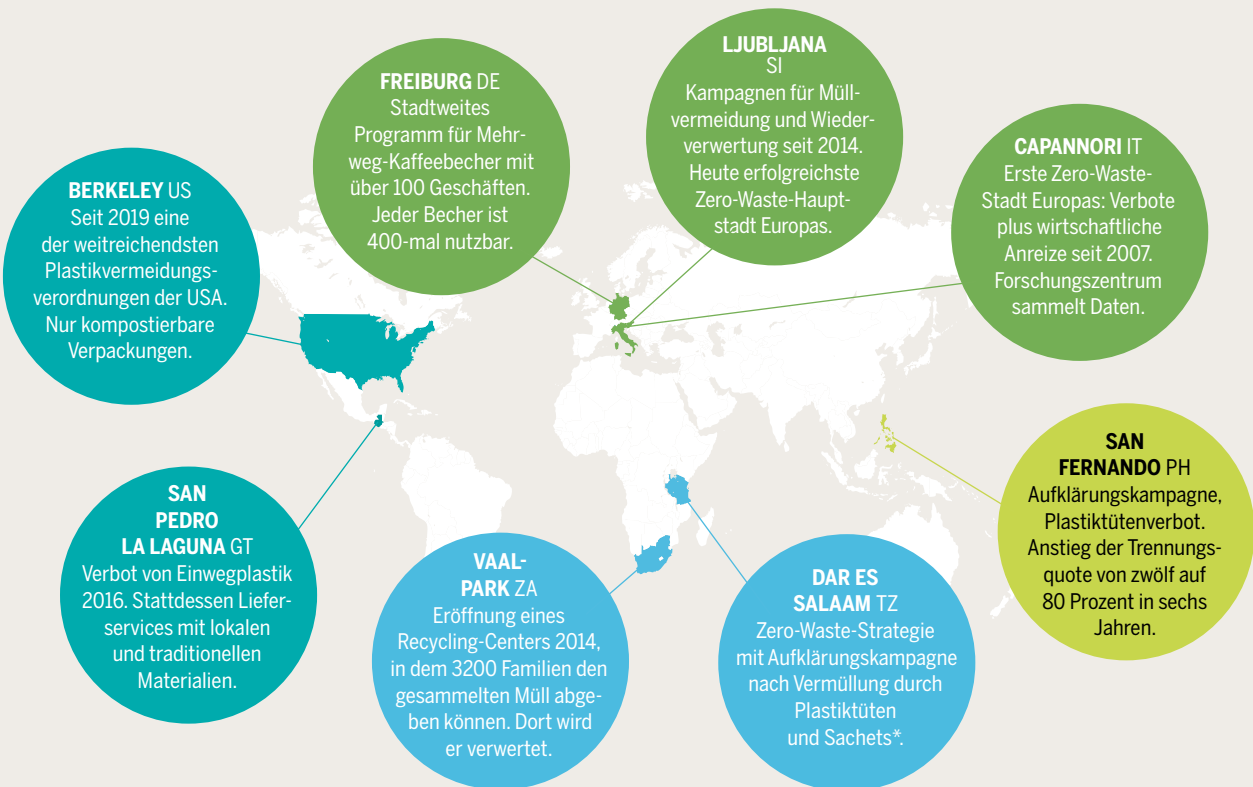 BERKELEY US
Seit 2019 eine
der weitreichendsten
Plastikvermeidungs-
verordnungen der USA.
Nur kompostierbare
Verpackungen.
FREIBURG DE
Stadtweites
Programm für Mehr-
weg-Kaffeebecher mit
über 100 Geschäften.
Jeder Becher ist
400-mal nutzbar.
LJUBLJANA
SI
Kampagnen für Müll-
vermeidung und Wieder-
verwertung seit 2014.
Heute erfolgreichste
Zero-Waste-Haupt-
stadt Europas.
CAPANNORI IT
Erste Zero-Waste-
Stadt Europas: Verbote
plus wirtschaftliche
Anreize seit 2007.
Forschungszentrum
sammelt Daten.
SAN
PEDRO
LA LAGUNA GT
Verbot von Einwegplastik
2016. Stattdessen Liefer-
services mit lokalen
und traditionellen
Materialien.
VAAL-
PARK ZA
Eröffnung eines
Recycling-Centers 2014,
in dem 3200 Familien den
gesammelten Müll abge-
ben können. Dort wird
er verwertet.
DAR ES
SALAAM TZ
Zero-Waste-Strategie
mit Aufklärungskampagne
nach Vermüllung durch
Plastiktüten
und Sachets*.
SAN
FERNANDO PH
Aufklärungskampagne,
Plastiktütenverbot.
Anstieg der Trennungs-
quote von zwölf auf
80 Prozent in sechs
Jahren.